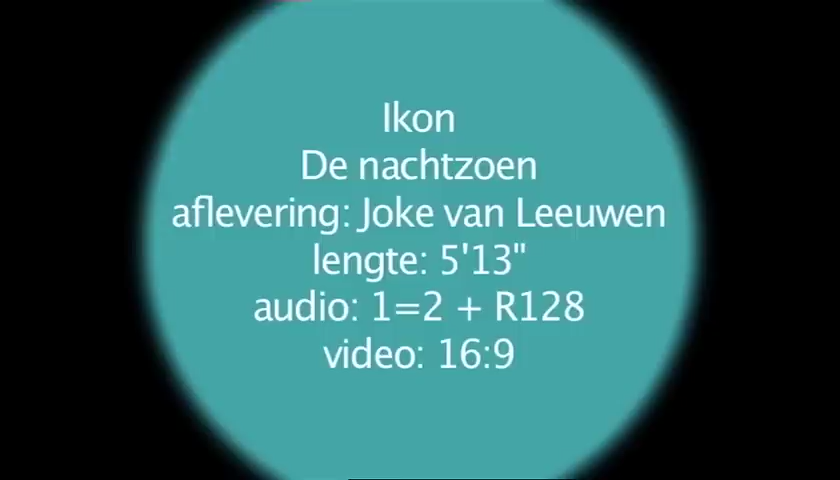 Ikon
De nachtzoen
aflevering: Joke van Leeuwen
lengte: 5'13"
audio: 1=2 + R128
video: 16:9